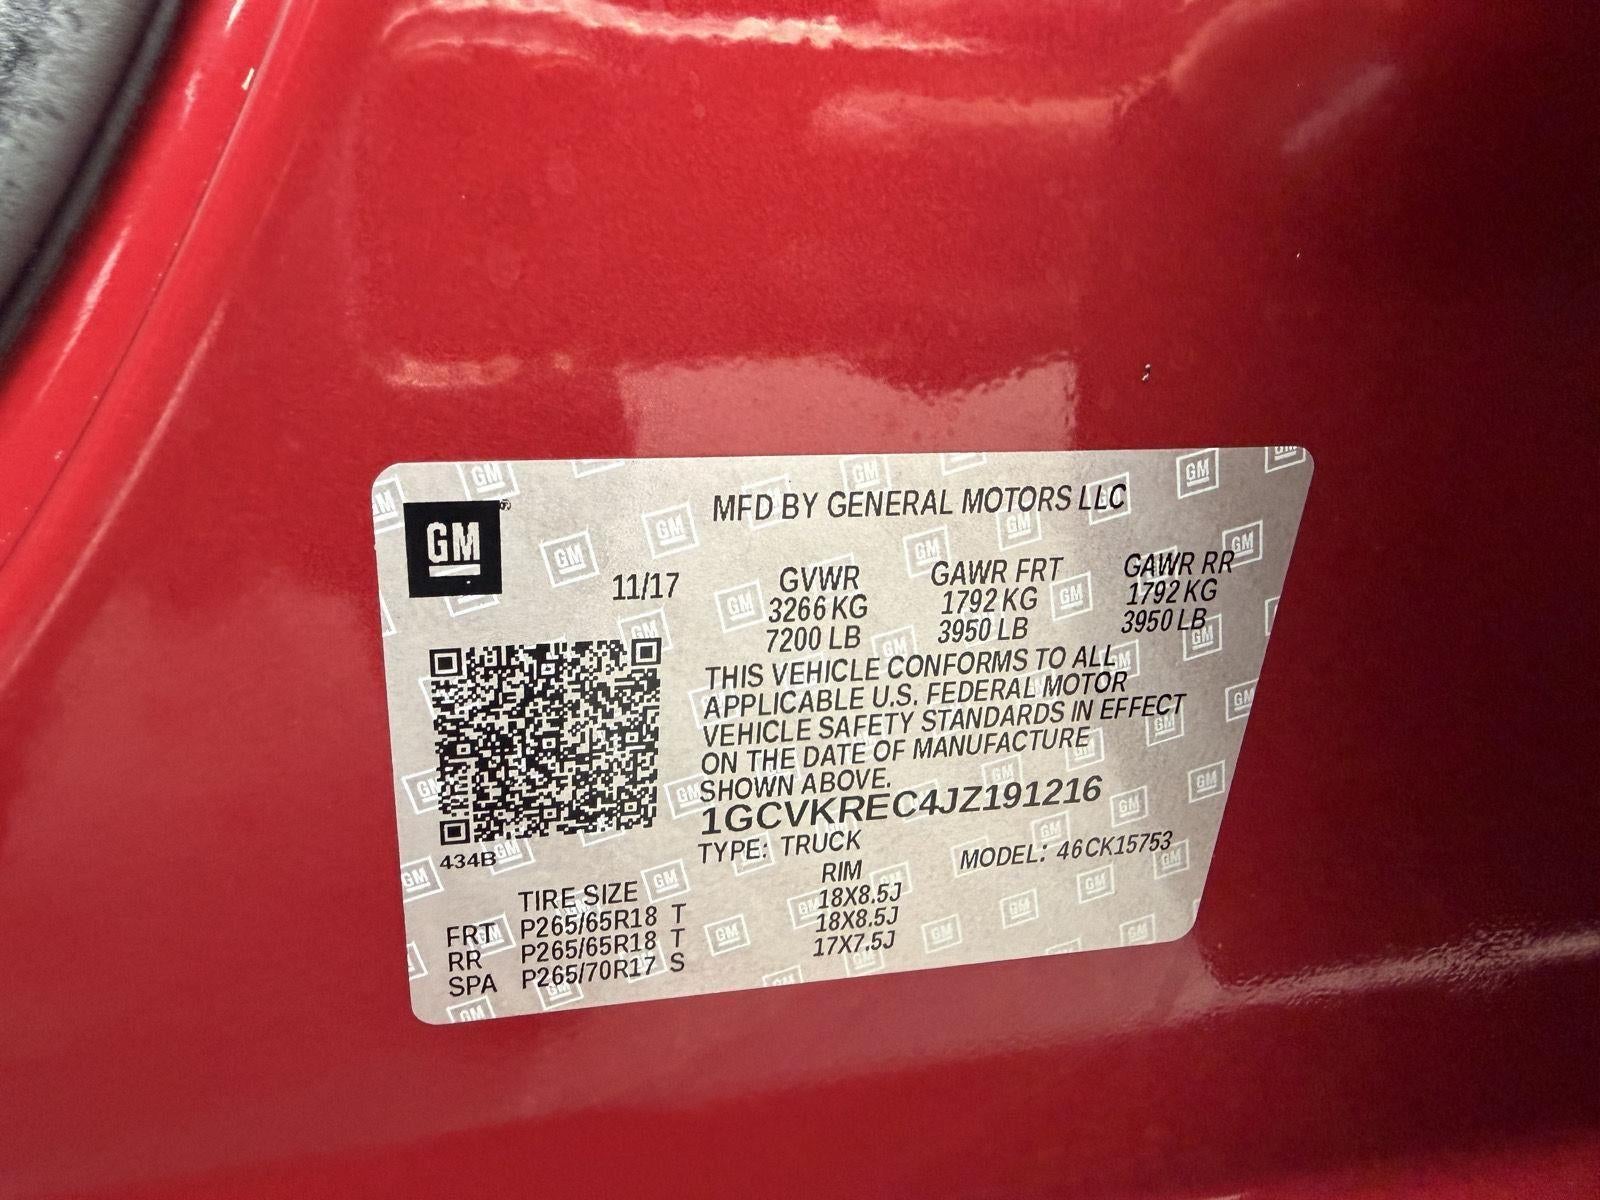 GM
MFD BY GENERAL MOTORS LLC
11/17
GVWR GAWR FRT GAWR RR
3266 KG 1792 KG 1792 KG
7200 LB 3950 LB 3950 LB
THIS VEHICLE CONFORMS TO ALL
APPLICABLE U.S. FEDERAL MOTOR
VEHICLE SAFETY STANDARDS IN EFFECT
ON THE DATE OF MANUFACTURE
SHOWN ABOVE.
1GCVKREC4JZ191216
TYPE: TRUCK MODEL: 46CK15753
434B
TIRE SIZE RIM
FRT P265/65R18 T 18X8.5J
RR P265/65R18 T 18X8.5J
SPA P265/70R17 S 17X7.5J